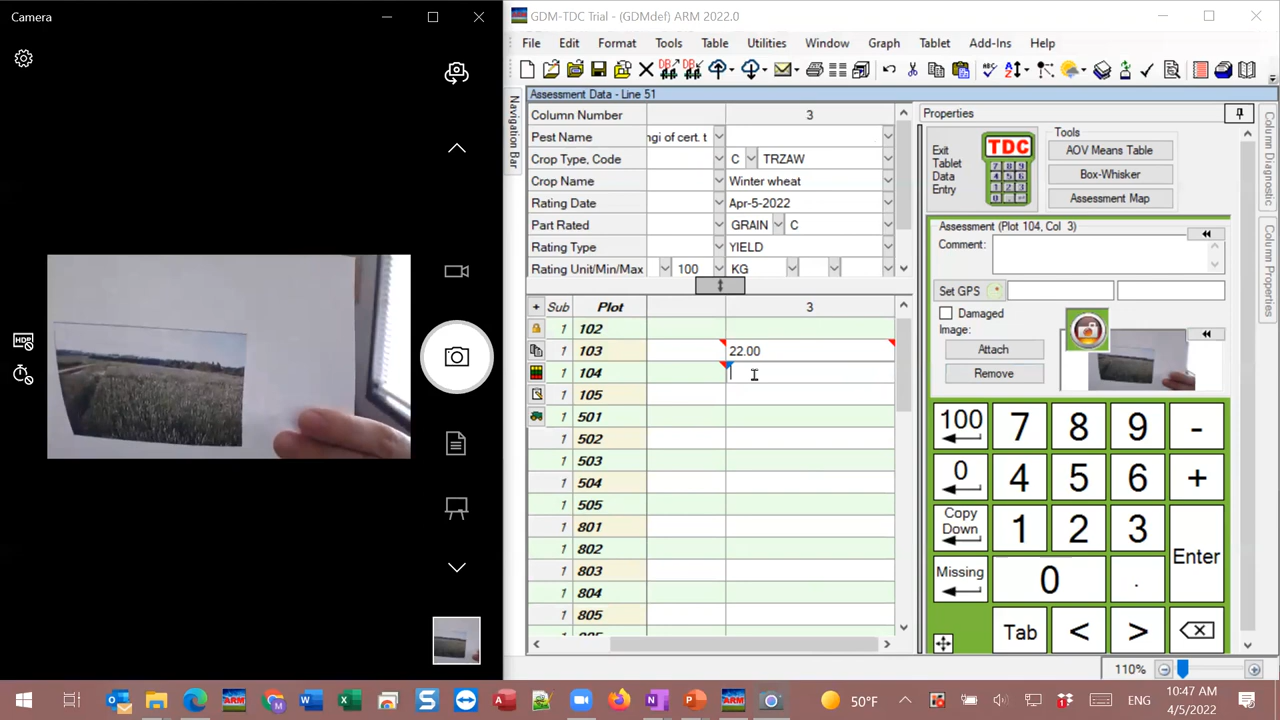 Camera
GDM-TDC Trial - (GDMdef) ARM 2022.0
File Edit Format Tools Table Utilities Window Graph Tablet Add-Ins Help
Navigation Bar
Assessment Data - Line 51
Column Number 3
Pest Name ngi of cert. t
Crop Type, Code C TRZAW
Crop Name Winter wheat
Rating Date Apr-5-2022
Part Rated GRAIN C
Rating Type YIELD
Rating Unit/Min/Max 100 KG
+ Sub Plot 3
1 102
1 103 22.00
1 104
1 105
1 501
1 502
1 503
1 504
1 505
1 801
1 802
1 803
1 804
1 805
Properties
Exit Tablet Data Entry
TDC
Tools
AOV Means Table
Box-Whisker
Assessment Map
Assessment (Plot 104, Col 3)
Comment:
Set GPS
Damaged
Image:
Attach
Remove
100 7 8 9 -
0 4 5 6 +
Copy Down 1 2 3
Missing 0 . Enter
Tab < >
Column Diagnostic
Column Properties
110%
50°F
ENG
10:47 AM
4/5/2022